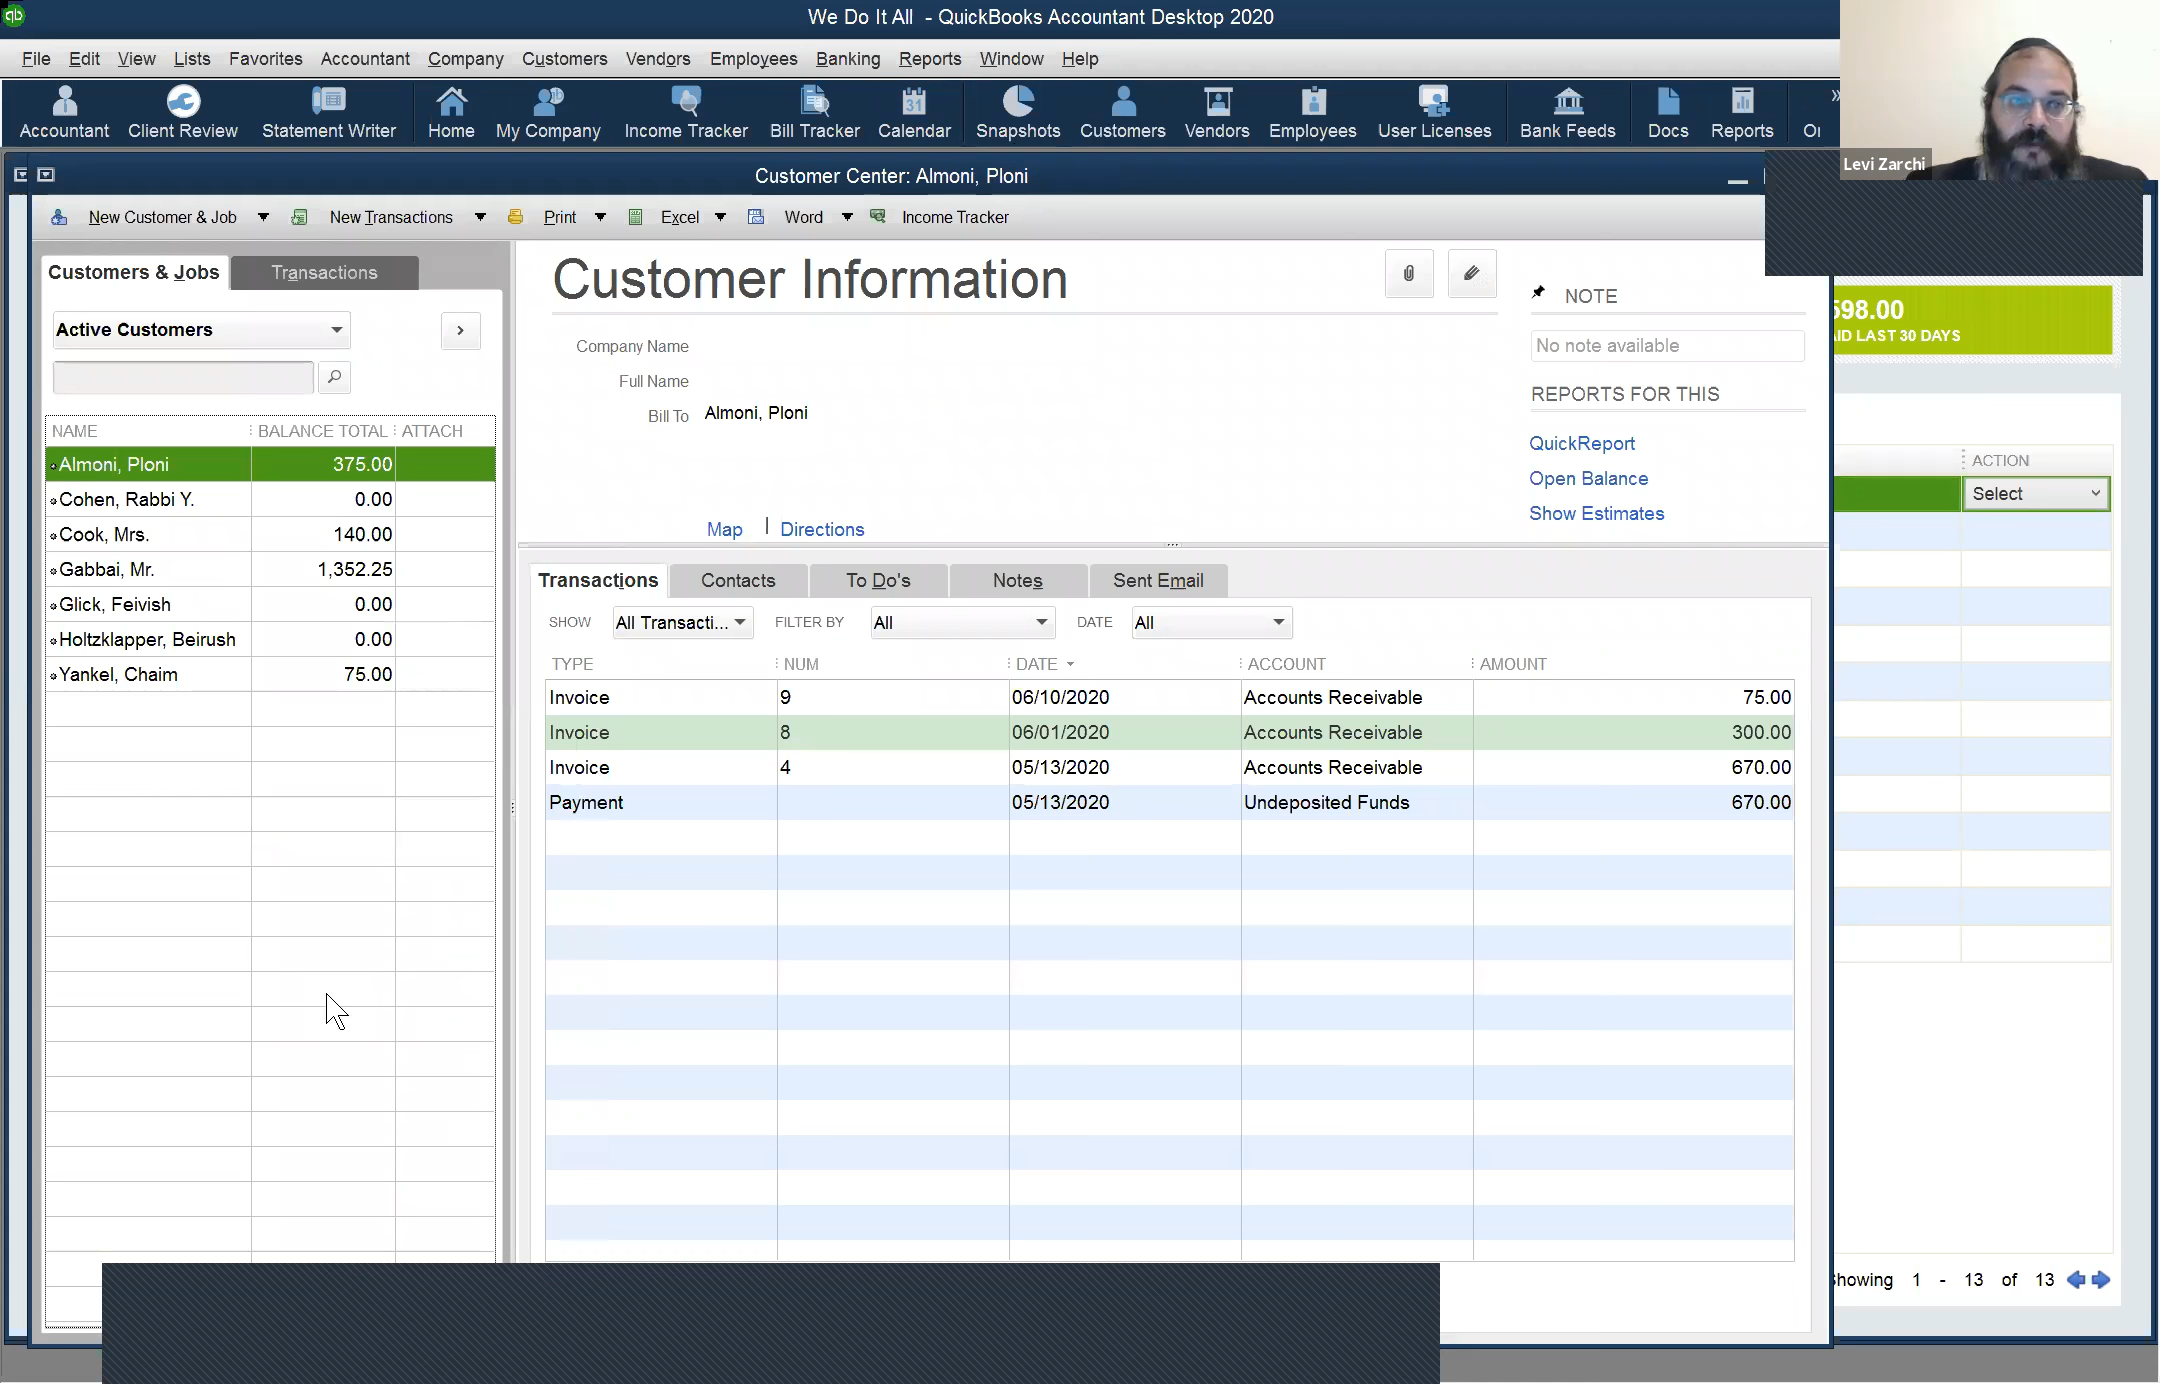 qb
We Do It All - QuickBooks Accountant Desktop 2020
File Edit View Lists Favorites Accountant Company Customers Vendors Employees Banking Reports Window Help
Accountant Client Review Statement Writer Home My Company Income Tracker Bill Tracker 31 Calendar Snapshots Customers Vendors Employees User Licenses Bank Feeds Docs Reports
Levi Zarchi
Customer Center: Almoni, Ploni
New Customer & Job New Transactions Print Excel Word Income Tracker
Customers & Jobs Transactions
Active Customers
NAME BALANCE TOTAL ATTACH
Almoni, Ploni 375.00
Cohen, Rabbi Y. 0.00
Cook, Mrs. 140.00
Gabbai, Mr. 1,352.25
Glick, Feivish 0.00
Holtzklapper, Beirush 0.00
Yankel, Chaim 75.00
Customer Information
Company Name
Full Name
Bill To Almoni, Ploni
Map | Directions
NOTE
No note available
REPORTS FOR THIS
QuickReport
Open Balance
Show Estimates
Transactions Contacts To Do's Notes Sent Email
SHOW All Transacti... FILTER BY All DATE All
TYPE NUM DATE ACCOUNT AMOUNT
Invoice 9 06/10/2020 Accounts Receivable 75.00
Invoice 8 06/01/2020 Accounts Receivable 300.00
Invoice 4 05/13/2020 Accounts Receivable 670.00
Payment 05/13/2020 Undeposited Funds 670.00
598.00
LAST 30 DAYS
ACTION
Select
1 - 13 of 13